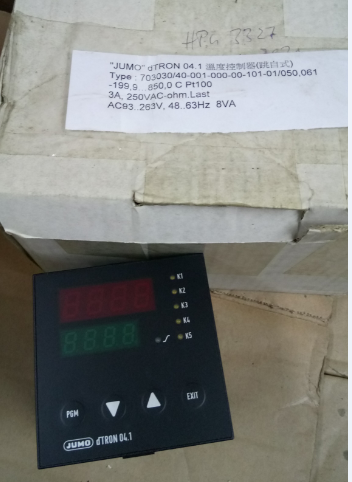 HPG 3327
"JUMO" dTRON 04.1 温度控制器(跳自式)
Type : 703030/40-001-000-00-101-01/050,061
-199,9...850,0 C Pt100
3A, 250VAC-ohm.Last
AC93..263V, 48..63Hz 8VA
K1
K2
K3
K4
K5
PGM
EXIT
JUMO dTRON 04.1